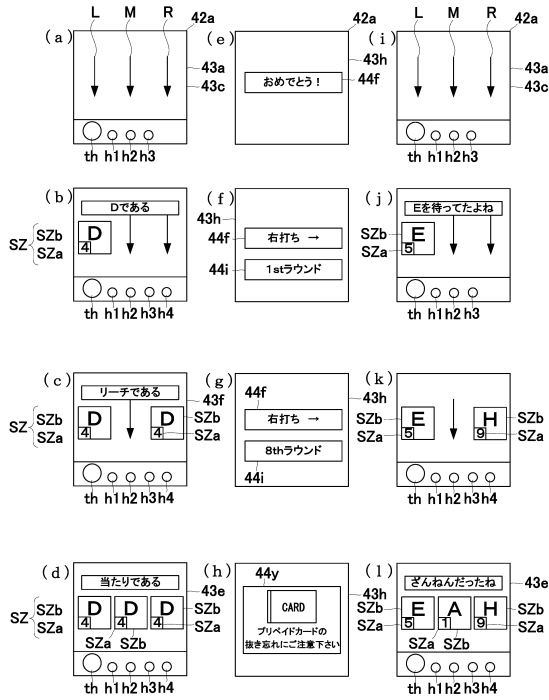 (a)
L M R
42a
43a
43c
th h1 h2 h3
(e)
42a
43h
おめでとう！
44f
(i)
L M R
42a
43a
43c
th h1 h2 h3
(b)
Dである
SZ
SZb
SZa
D
4
th h1 h2 h3 h4
(f)
43h
44f
右打ち →
44i
1stラウンド
(j)
Eを待ってたよね
SZb
SZa
E
5
th h1 h2 h3
(c)
リーチである
43f
SZ
SZb
SZa
D
4
D
4
SZb
SZa
th h1 h2 h3 h4
(g)
44f
43h
右打ち →
8thラウンド
44i
(k)
SZb
SZa
E
5
H
9
SZb
SZa
th h1 h2 h3 h4
(d)
当たりである
43e
SZ
SZb
SZa
D D D
4 4 4
SZb
SZa
SZa SZb
th h1 h2 h3 h4
(h)
44y
43h
CARD
プリペイドカードの
抜き忘れにご注意下さい
(l)
ざんねんだったね
43e
SZb
SZa
E A H
5 1 9
SZb
SZa
SZa SZb
th h1 h2 h3 h4